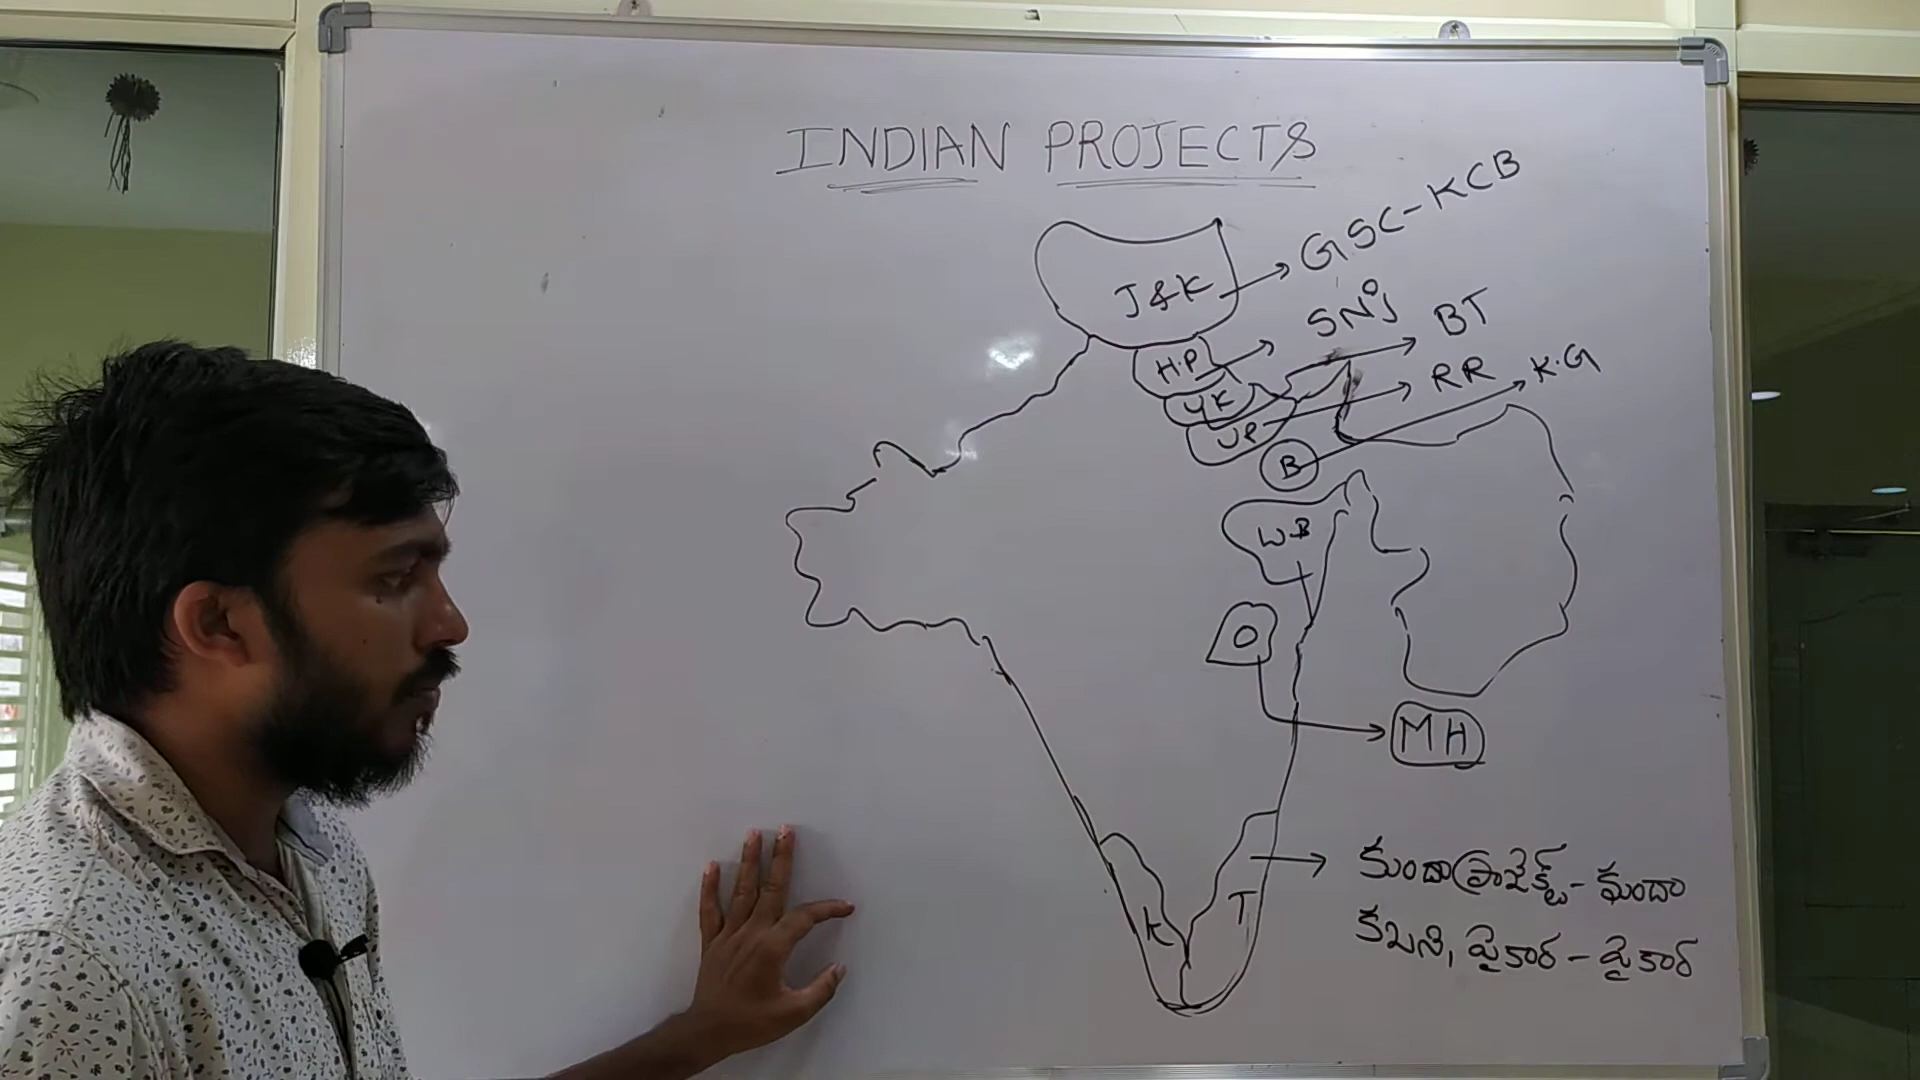 INDIAN PROJECTS
J&K
GSC-KCB
H.P
SNJ
BT
UK
RR
UP
K.G
B
W-B
O
MH
కుందా ప్రాజెక్ట్ - కుందా
కబని, పైకార - పైకార్
K
T